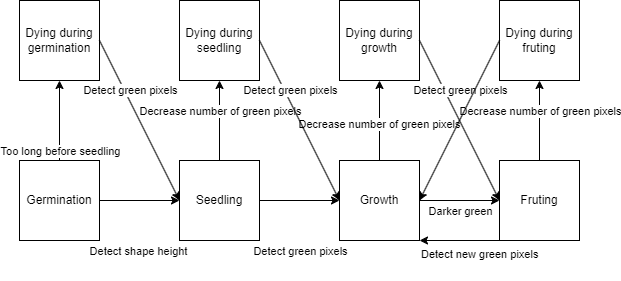 Dying during
germination
Dying during
seedling
Dying during
growth
Dying during
fruting
Detect green pixels
Detect green pixels
Detect green pixels
Decrease number of green pixels
Decrease number of green pixels
Decrease number of green pixels
Too long before seedling
Germination
Seedling
Growth
Fruting
Darker green
Detect shape height
Detect green pixels
Detect new green pixels